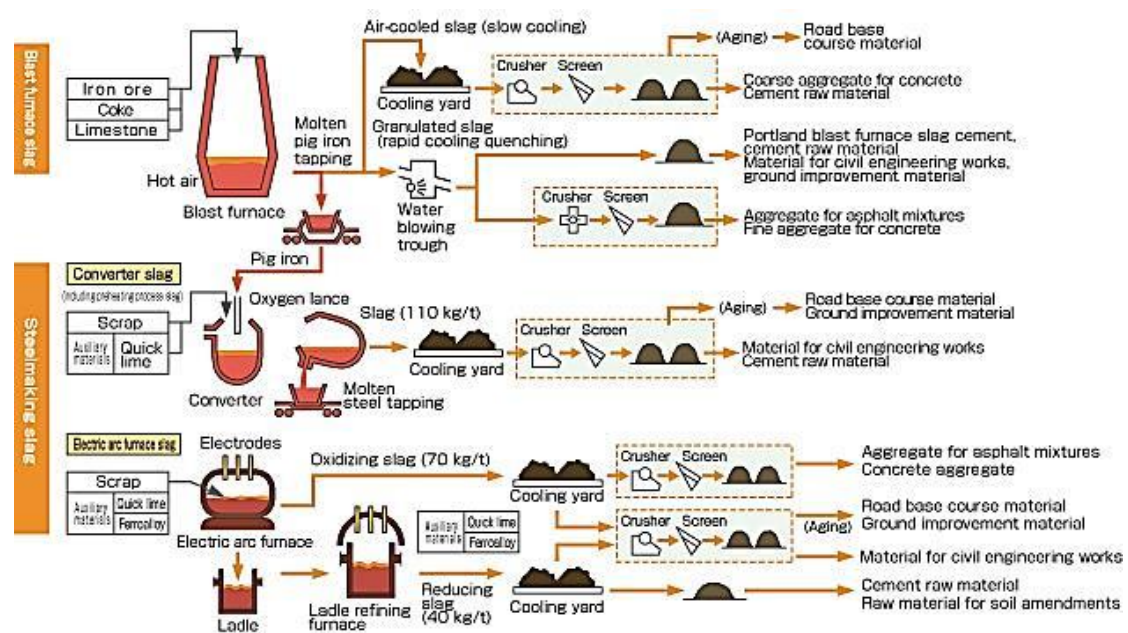 Blast furnace slag
Iron ore
Coke
Limestone
Hot air
Blast furnace
Molten
pig iron
tapping
Air-cooled slag (slow cooling)
Cooling yard
Crusher
Screen
(Aging)
Road base
course material
Coarse aggregate for concrete
Cement raw material
Granulated slag
(rapid cooling quenching)
Water
blowing
trough
Portland blast furnace slag cement,
cement raw material
Material for civil engineering works,
ground improvement material
Crusher
Screen
Aggregate for asphalt mixtures
Fine aggregate for concrete
Pig iron
Steelmaking slag
Converter slag
(Including preheating process slag)
Scrap
Auxiliary
materials
Quick
lime
Oxygen lance
Converter
Molten
steel tapping
Slag (110 kg/t)
Cooling yard
Crusher
Screen
(Aging)
Road base course material
Ground improvement material
Material for civil engineering works
Cement raw material
Electric arc furnace slag
Scrap
Auxiliary
materials
Quick lime
Ferroalloy
Electrodes
Electric arc furnace
Ladle
Oxidizing slag (70 kg/t)
Cooling yard
Crusher
Screen
Aggregate for asphalt mixtures
Concrete aggregate
Ladle refining
furnace
Auxiliary
materials
Quick lime
Ferroalloy
Reducing
slag
(40 kg/t)
Cooling yard
Crusher
Screen
(Aging)
Road base course material
Ground improvement material
Material for civil engineering works
Cement raw material
Raw material for soil amendments